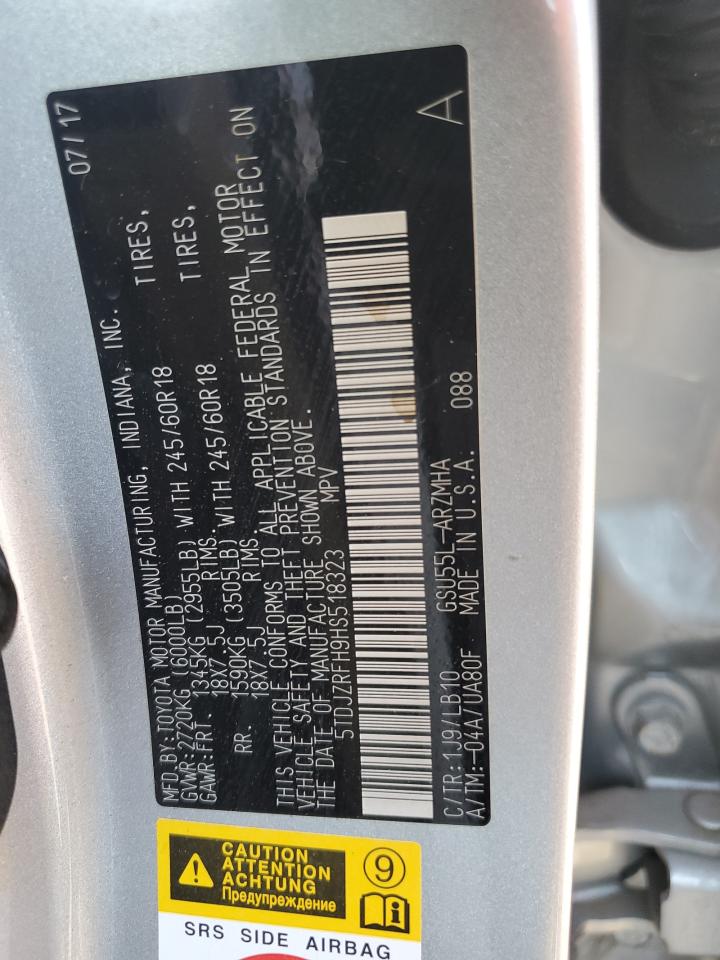 07/17
MFD.BY:TOYOTA MOTOR MANUFACTURING, INDIANA, INC.
GVWR:2720KG (6000LB)
GAWR:FRT. 1345KG (2955LB) WITH 245/60R18 TIRES,
18X7.5J RIMS.
RR. 1590KG (3505LB) WITH 245/60R18 TIRES,
18X7.5J RIMS
THIS VEHICLE CONFORMS TO ALL APPLICABLE FEDERAL MOTOR
VEHICLE SAFETY AND THEFT PREVENTION STANDARDS IN EFFECT ON
THE DATE OF MANUFACTURE SHOWN ABOVE.
5TDJZRFH9HS518323 MPV
C/TR:1J9/LB10 GSU55L-ARZMHA 088
A/TM:-04A/UA80F MADE IN U.S.A.
A
CAUTION
ATTENTION
ACHTUNG
Предупреждение
9
SRS SIDE AIRBAG